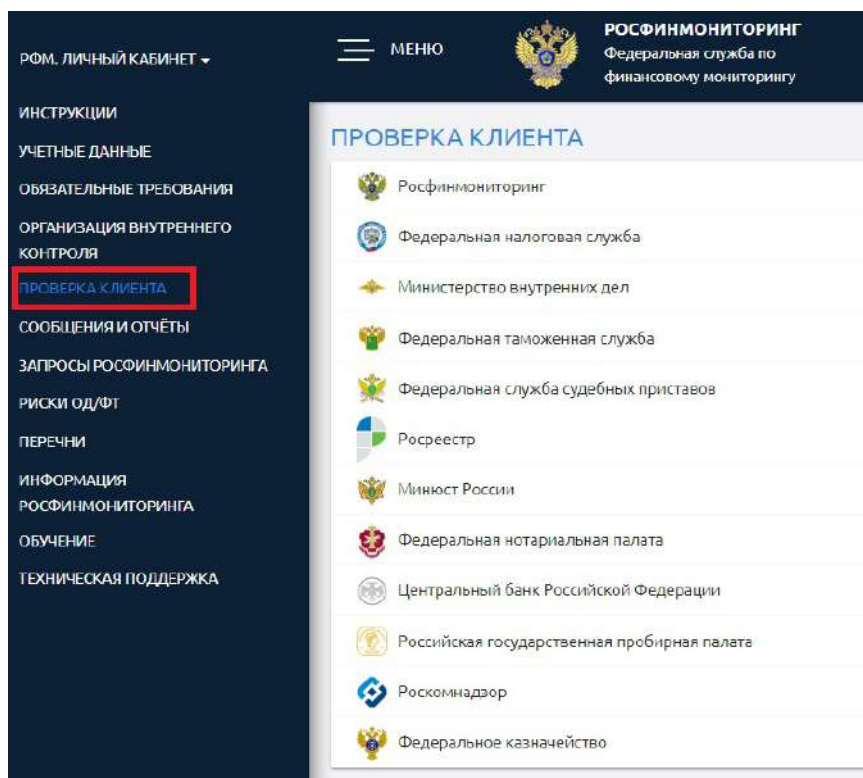 РФМ. ЛИЧНЫЙ КАБИНЕТ
МЕНЮ
РОСФИНМОНИТОРИНГ
Федеральная служба по
финансовому мониторингу
ИНСТРУКЦИИ
УЧЕТНЫЕ ДАННЫЕ
ОБЯЗАТЕЛЬНЫЕ ТРЕБОВАНИЯ
ОРГАНИЗАЦИЯ ВНУТРЕННЕГО
КОНТРОЛЯ
ПРОВЕРКА КЛИЕНТА
СООБЩЕНИЯ И ОТЧЁТЫ
ЗАПРОСЫ РОСФИНМОНИТОРИНГА
РИСКИ ОД/ФТ
ПЕРЕЧНИ
ИНФОРМАЦИЯ
РОСФИНМОНИТОРИНГА
ОБУЧЕНИЕ
ТЕХНИЧЕСКАЯ ПОДДЕРЖКА
ПРОВЕРКА КЛИЕНТА
Росфинмониторинг
Федеральная налоговая служба
Министерство внутренних дел
Федеральная таможенная служба
Федеральная служба судебных приставов
Росреестр
Минюст России
Федеральная нотариальная палата
Центральный банк Российской Федерации
Российская государственная пробирная палата
Роскомнадзор
Федеральное казначейство